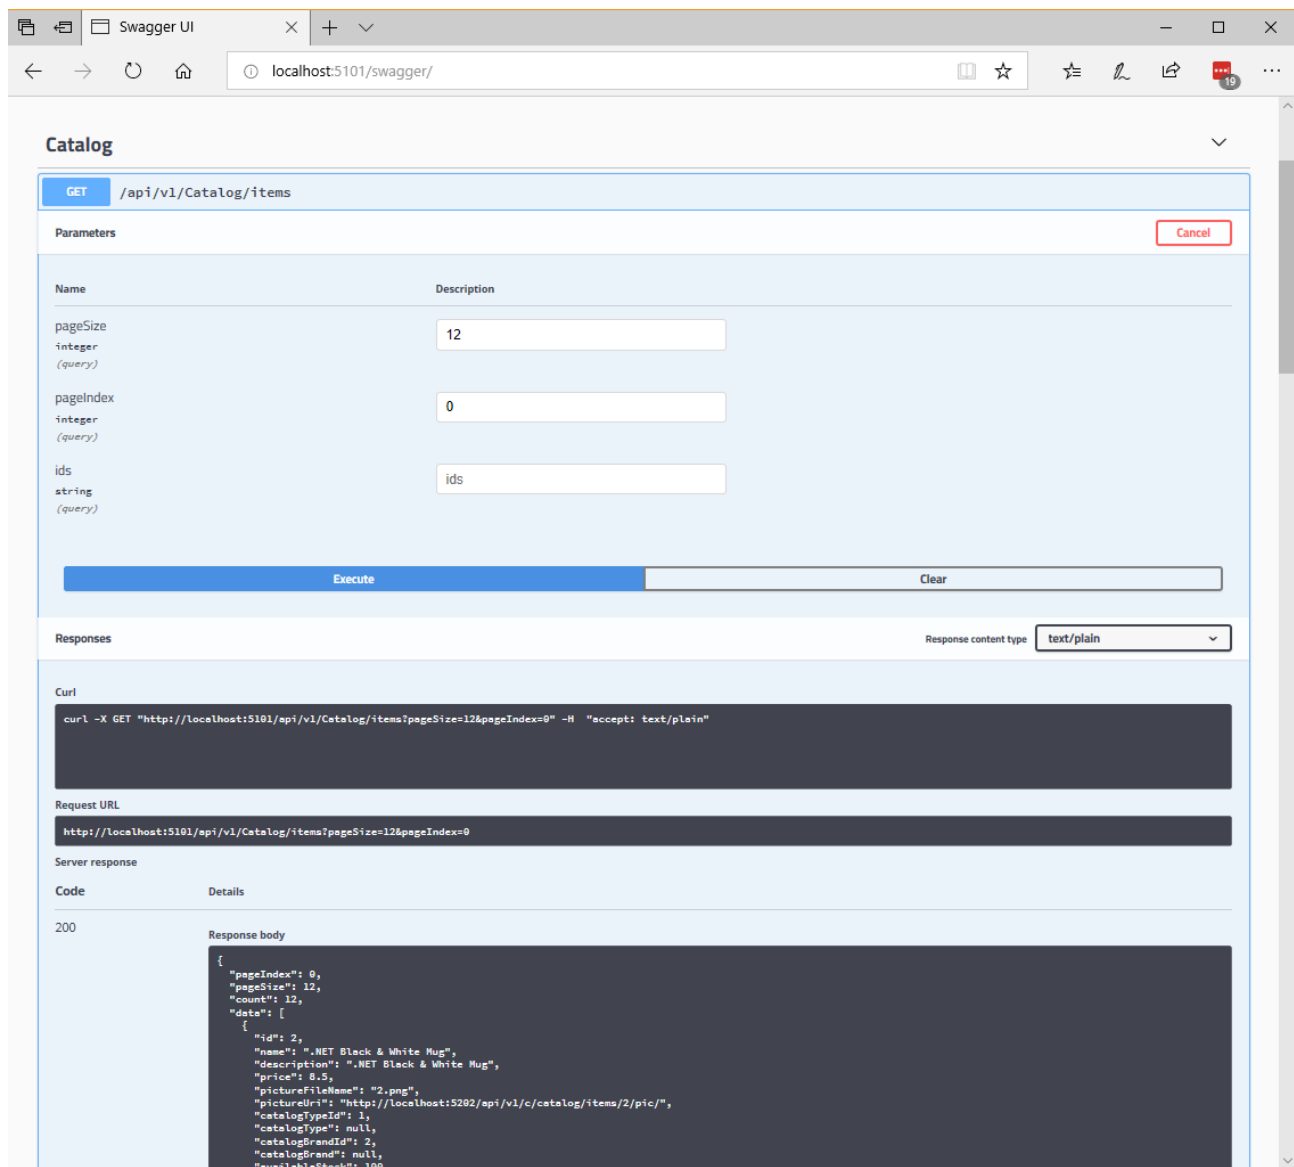 Swagger UI
localhost:5101/swagger/
19
Catalog
GET /api/v1/Catalog/items
Parameters Cancel
Name Description
pageSize
integer
(query)
12
pageIndex
integer
(query)
0
ids
string
(query)
ids
Execute Clear
Responses Response content type text/plain
Curl
curl -X GET "http://localhost:5101/api/v1/Catalog/items?pageSize=12&pageIndex=0" -H  "accept: text/plain"
Request URL
http://localhost:5101/api/v1/Catalog/items?pageSize=12&pageIndex=0
Server response
Code Details
200
Response body
{
"pageIndex": 0,
"pageSize": 12,
"count": 12,
"data": [
{
"id": 2,
"name": ".NET Black & White Mug",
"description": ".NET Black & White Mug",
"price": 8.5,
"pictureFileName": "2.png",
"pictureUri": "http://localhost:5202/api/v1/c/catalog/items/2/pic/",
"catalogTypeId": 1,
"catalogType": null,
"catalogBrandId": 2,
"catalogBrand": null,
"availableStock": 100